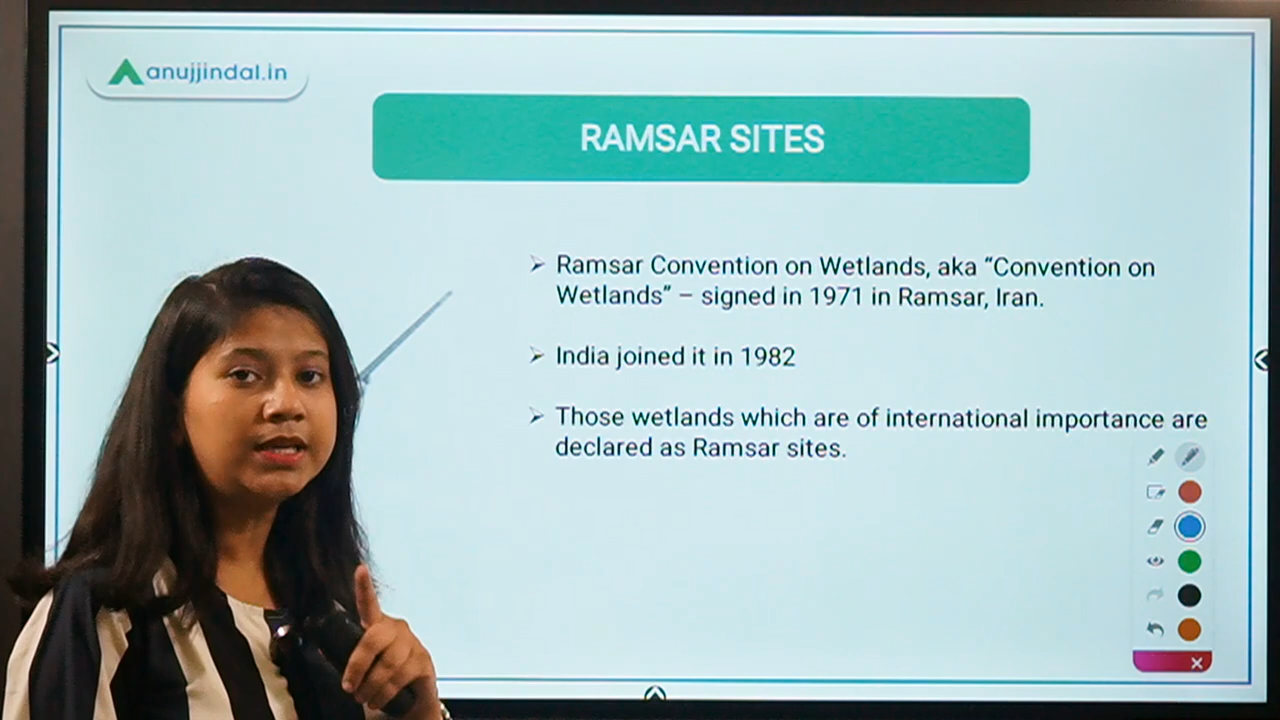 anujjindal.in
RAMSAR SITES
➢ Ramsar Convention on Wetlands, aka “Convention on
Wetlands” – signed in 1971 in Ramsar, Iran.
➢ India joined it in 1982
➢ Those wetlands which are of international importance are
declared as Ramsar sites.